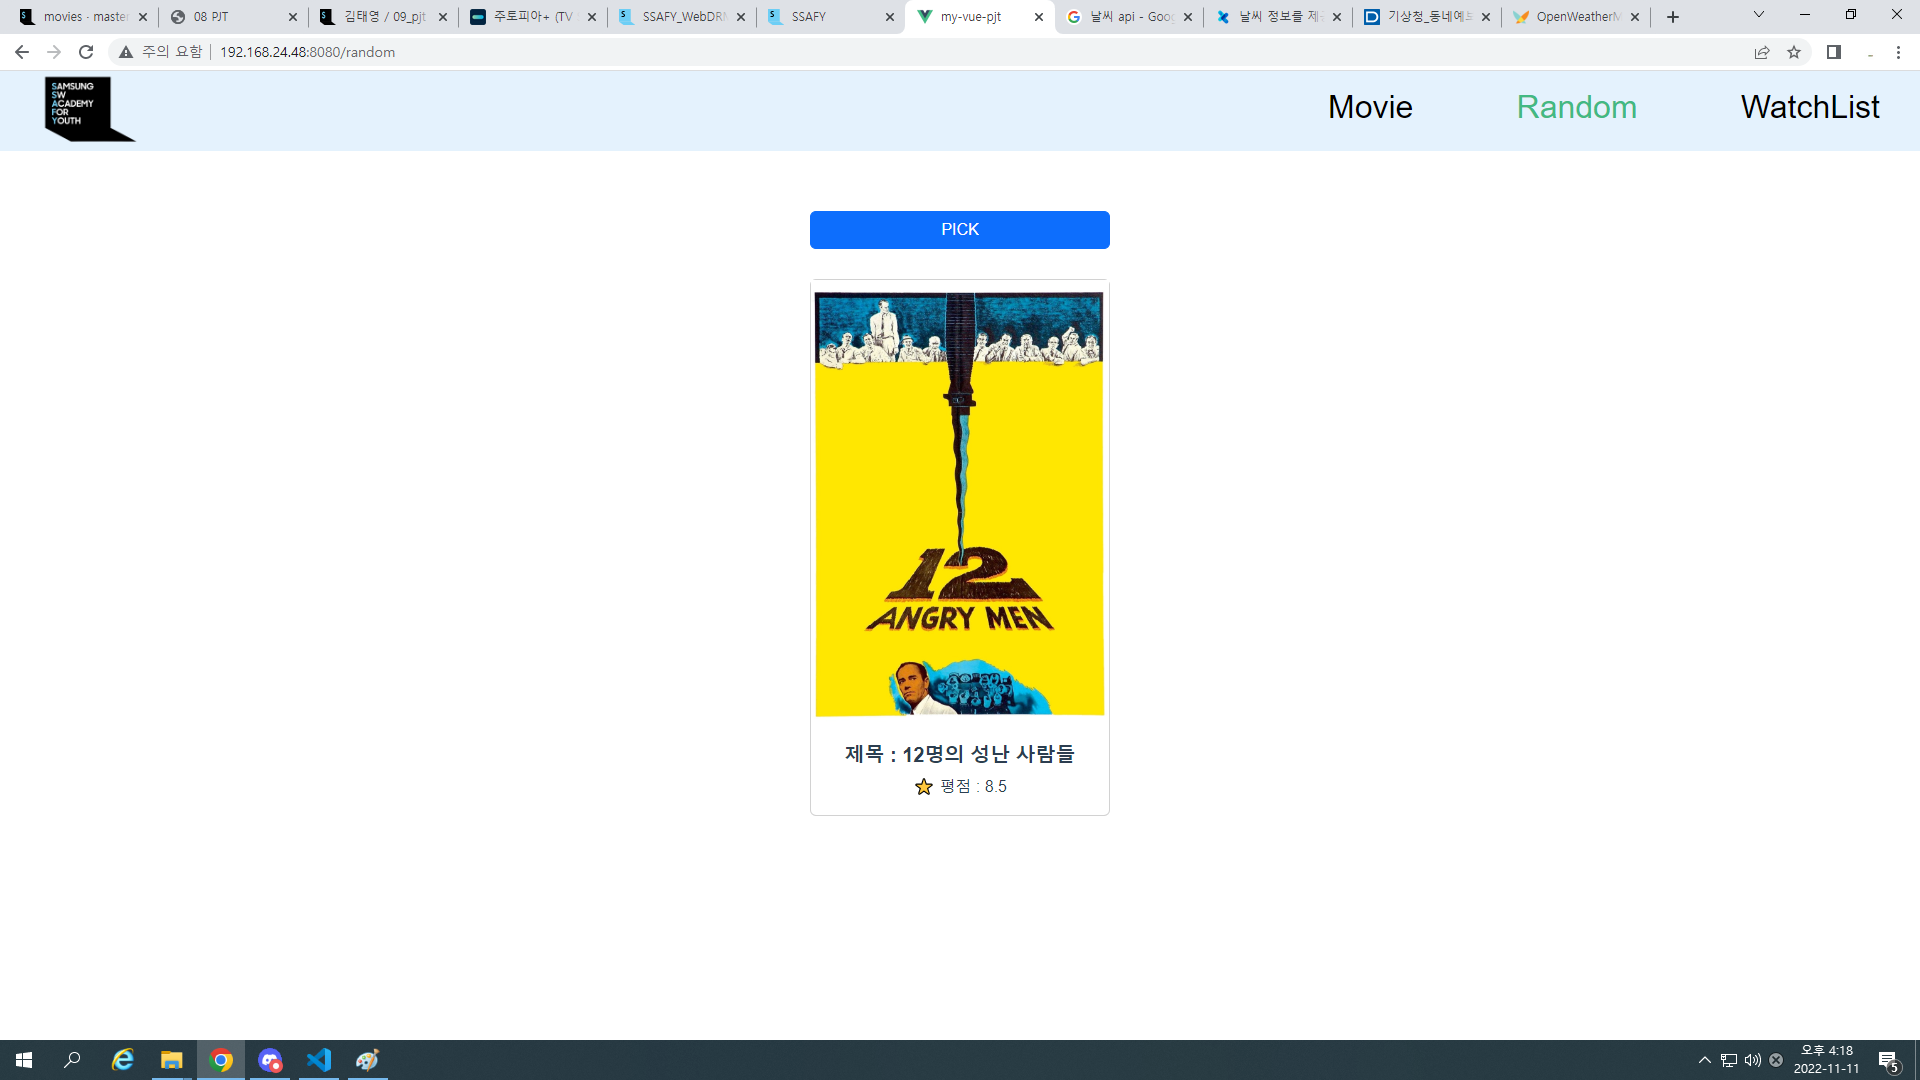 movies · master
08 PJT
김태영 / 09_pjt
주토피아+ (TV
SSAFY_WebDRM
SSAFY
my-vue-pjt
날씨 api - Goog
날씨 정보를 제공
기상청_동네예보
OpenWeatherM
주의 요함
192.168.24.48:8080/random
SAMSUNG
SW
ACADEMY
FOR
YOUTH
Movie
Random
WatchList
PICK
12
ANGRY MEN
제목 : 12명의 성난 사람들
평점 : 8.5
오후 4:18
2022-11-11
5